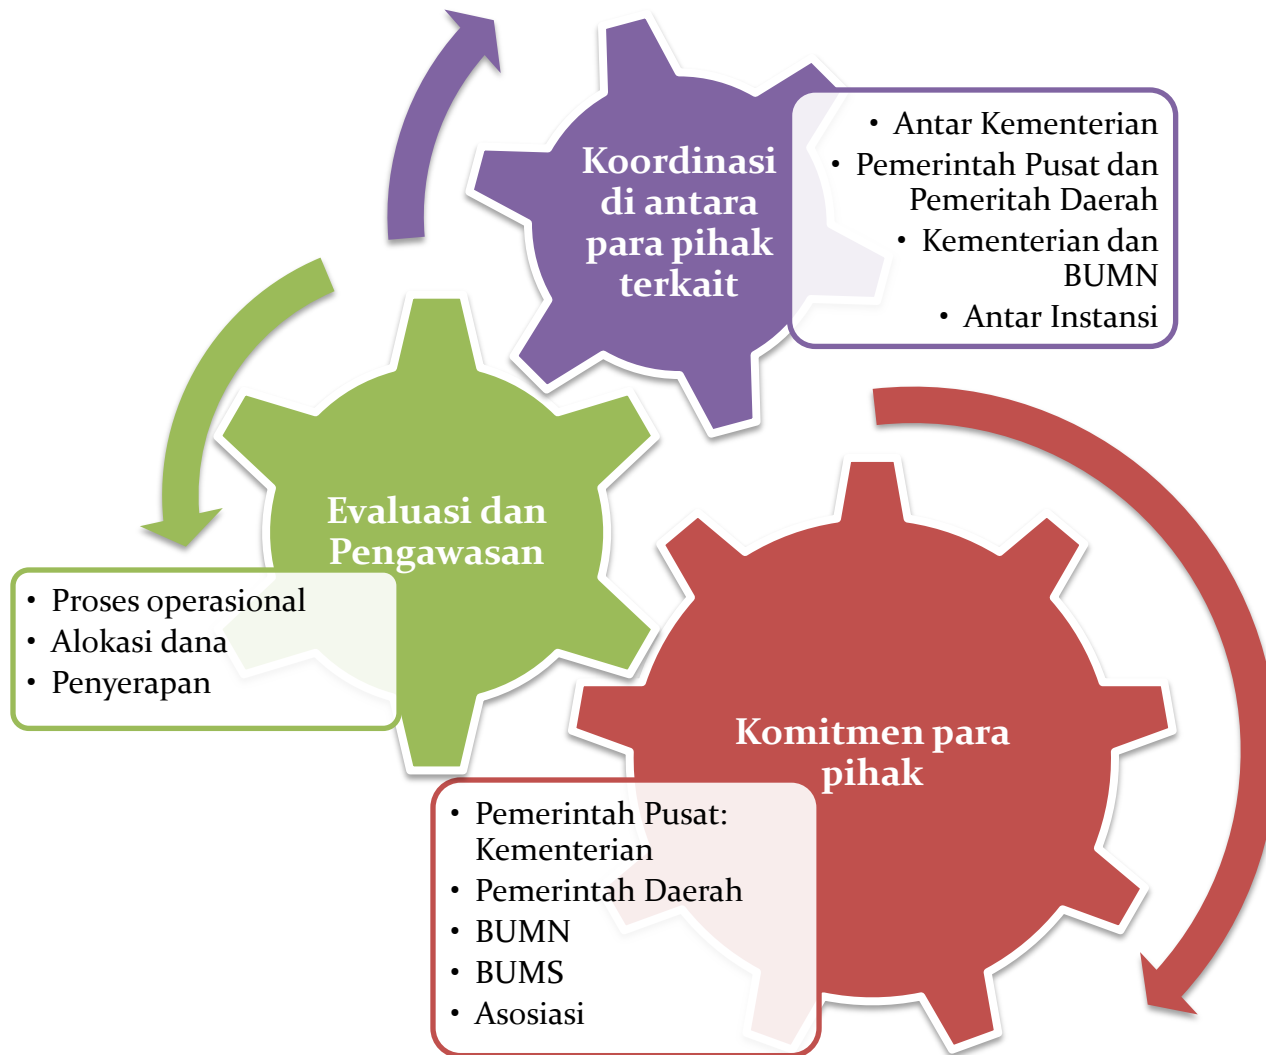 Koordinasi
di antara
para pihak
terkait
• Antar Kementerian
• Pemerintah Pusat dan
Pemeritah Daerah
• Kementerian dan
BUMN
• Antar Instansi
Evaluasi dan
Pengawasan
• Proses operasional
• Alokasi dana
• Penyerapan
Komitmen para
pihak
• Pemerintah Pusat:
Kementerian
• Pemerintah Daerah
• BUMN
• BUMS
• Asosiasi